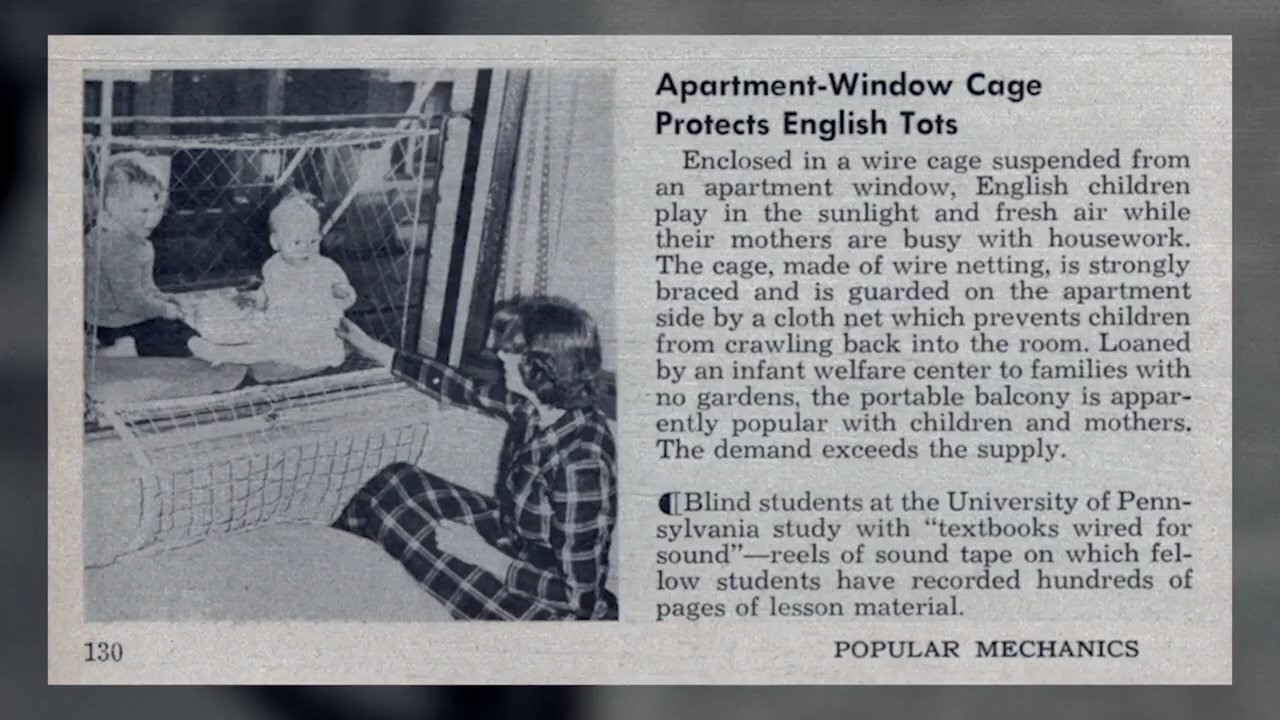 Apartment-Window Cage
Protects English Tots
Enclosed in a wire cage suspended from
an apartment window, English children
play in the sunlight and fresh air while
their mothers are busy with housework.
The cage, made of wire netting, is strongly
braced and is guarded on the apartment
side by a cloth net which prevents children
from crawling back into the room. Loaned
by an infant welfare center to families with
no gardens, the portable balcony is appar-
ently popular with children and mothers.
The demand exceeds the supply.
¶Blind students at the University of Penn-
sylvania study with “textbooks wired for
sound”—reels of sound tape on which fel-
low students have recorded hundreds of
pages of lesson material.
130
POPULAR MECHANICS